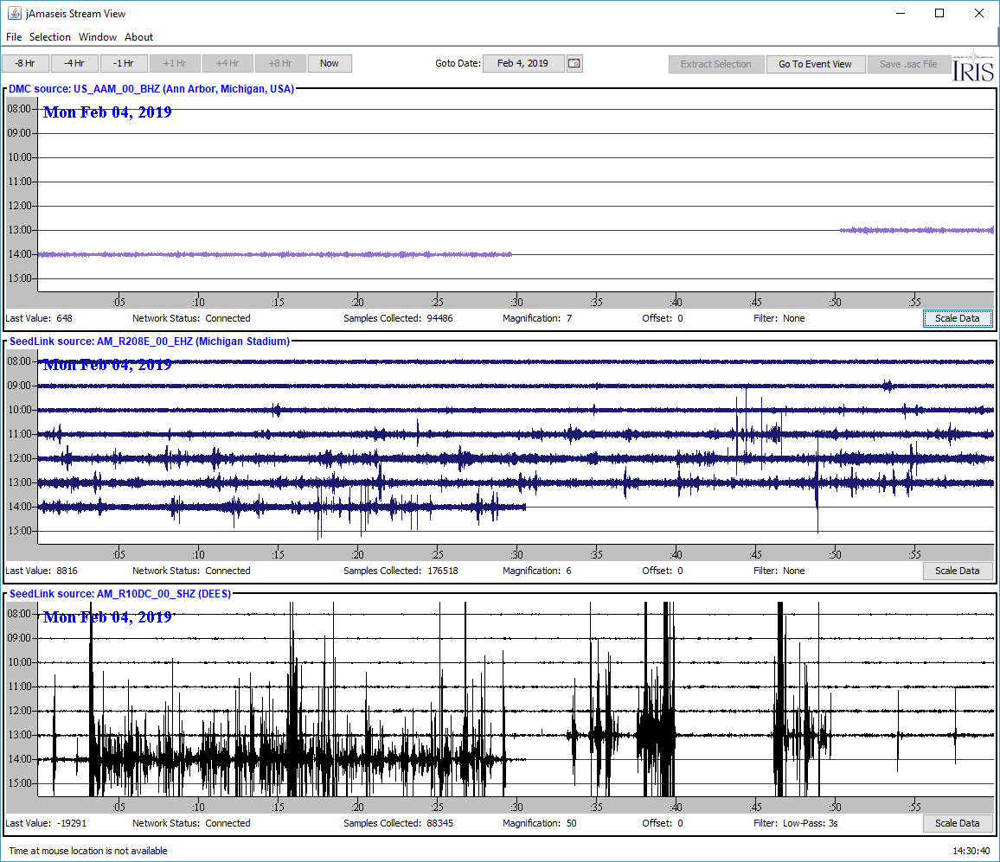 jAmaseis Stream View
File Selection Window About
-8 Hr -4 Hr -1 Hr +1 Hr +4 Hr +8 Hr Now Goto Date: Feb 4, 2019 Extract Selection Go To Event View Save .sac File IRIS
DMC source: US_AAM_00_BHZ (Ann Arbor, Michigan, USA)
Mon Feb 04, 2019
08:00
09:00
10:00
11:00
12:00
13:00
14:00
15:00
:05 :10 :15 :20 :25 :30 :35 :40 :45 :50 :55
Last Value: 648 Network Status: Connected Samples Collected: 94486 Magnification: 7 Offset: 0 Filter: None Scale Data
SeedLink source: AM_R208E_00_EHZ (Michigan Stadium)
Mon Feb 04, 2019
08:00
09:00
10:00
11:00
12:00
13:00
14:00
15:00
:05 :10 :15 :20 :25 :30 :35 :40 :45 :50 :55
Last Value: 8816 Network Status: Connected Samples Collected: 176518 Magnification: 6 Offset: 0 Filter: None Scale Data
SeedLink source: AM_R10DC_00_SHZ (DEES)
Mon Feb 04, 2019
08:00
09:00
10:00
11:00
12:00
13:00
14:00
15:00
:05 :10 :15 :20 :25 :30 :35 :40 :45 :50 :55
Last Value: -19291 Network Status: Connected Samples Collected: 88345 Magnification: 50 Offset: 0 Filter: Low-Pass: 3s Scale Data
Time at mouse location is not available 14:30:40